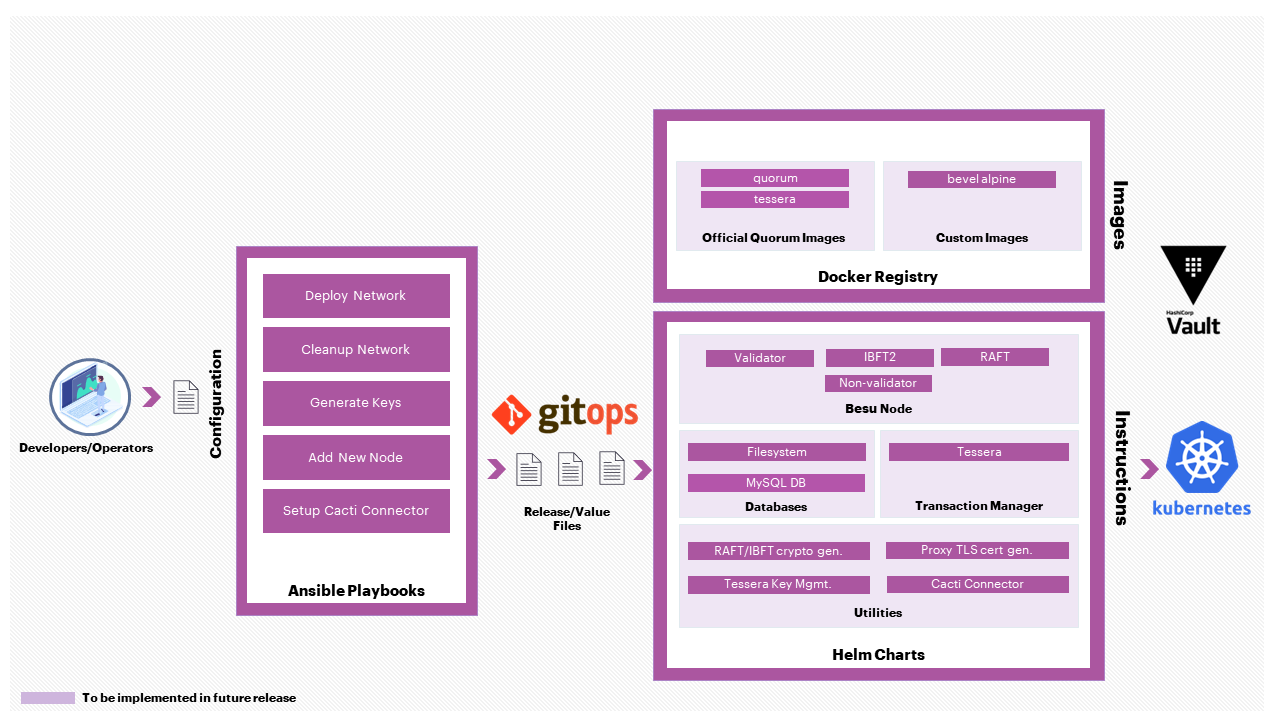 Developers/Operators
Configuration
Deploy Network
Cleanup Network
Generate Keys
Add New Node
Setup Cacti Connector
Ansible Playbooks
gitops
Release/Value
Files
quorum
tessera
Official Quorum Images
bevel alpine
Custom Images
Docker Registry
Images
Validator
IBFT2
RAFT
Non-validator
Besu Node
Filesystem
MySQL DB
Databases
Tessera
Transaction Manager
RAFT/IBFT crypto gen.
Proxy TLS cert gen.
Tessera Key Mgmt.
Cacti Connector
Utilities
Helm Charts
Instructions
HashiCorp
Vault
kubernetes
To be implemented in future release